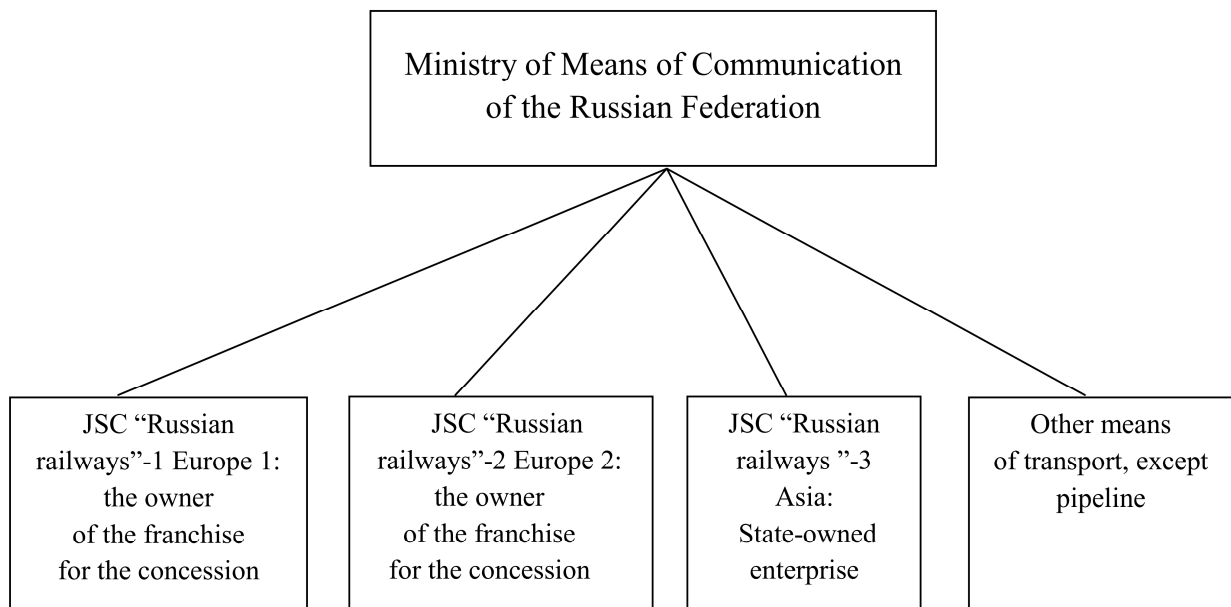 Ministry of Means of Communication
of the Russian Federation
JSC “Russian
railways”-1 Europe 1:
the owner
of the franchise
for the concession
JSC “Russian
railways”-2 Europe 2:
the owner
of the franchise
for the concession
JSC “Russian
railways ”-3
Asia:
State-owned
enterprise
Other means
of transport, except
pipeline